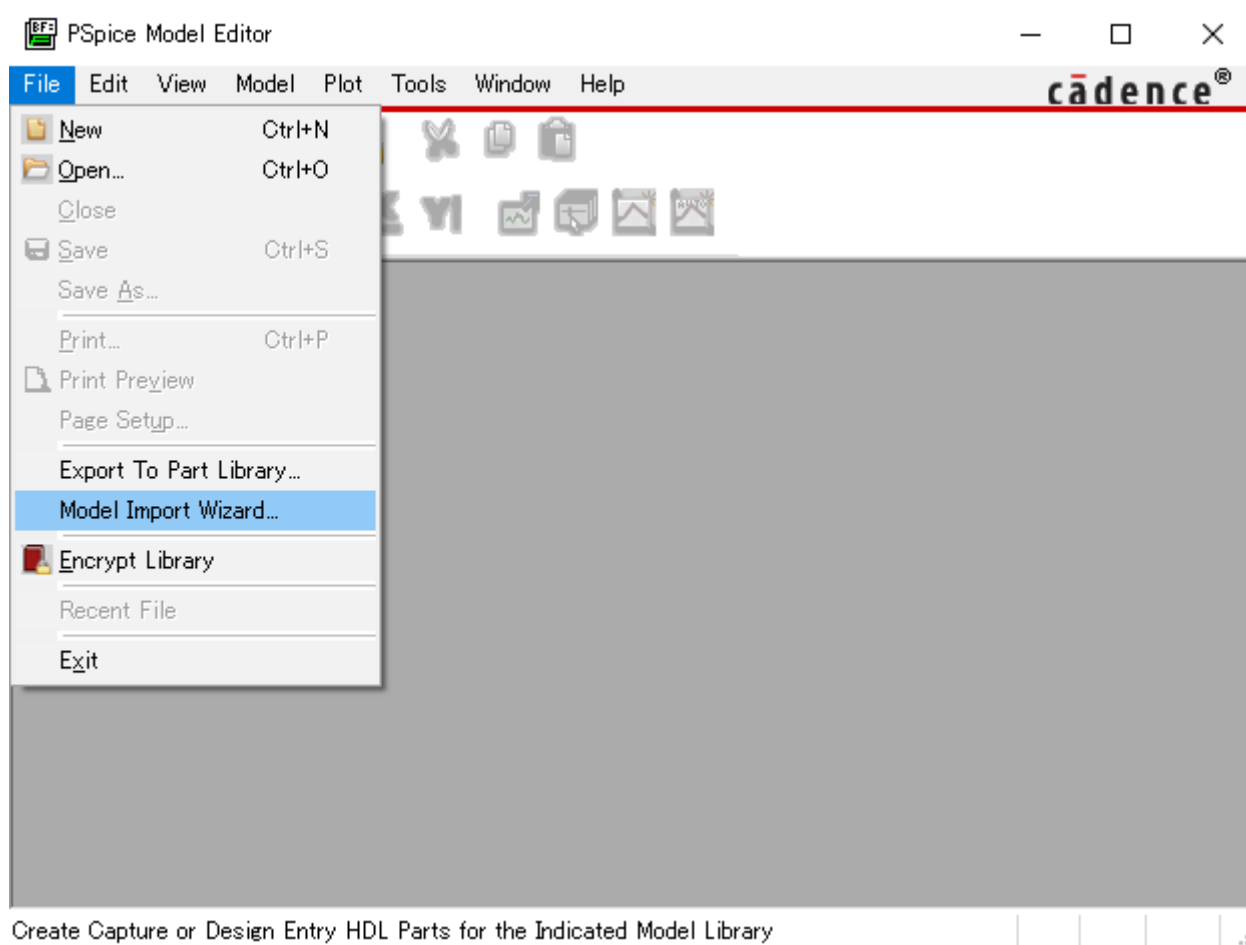 PSpice Model Editor
File Edit View Model Plot Tools Window Help
cādence®
New Ctrl+N
Open... Ctrl+O
Close
Save Ctrl+S
Save As...
Print... Ctrl+P
Print Preview
Page Setup...
Export To Part Library...
Model Import Wizard...
Encrypt Library
Recent File
Exit
Create Capture or Design Entry HDL Parts for the Indicated Model Library